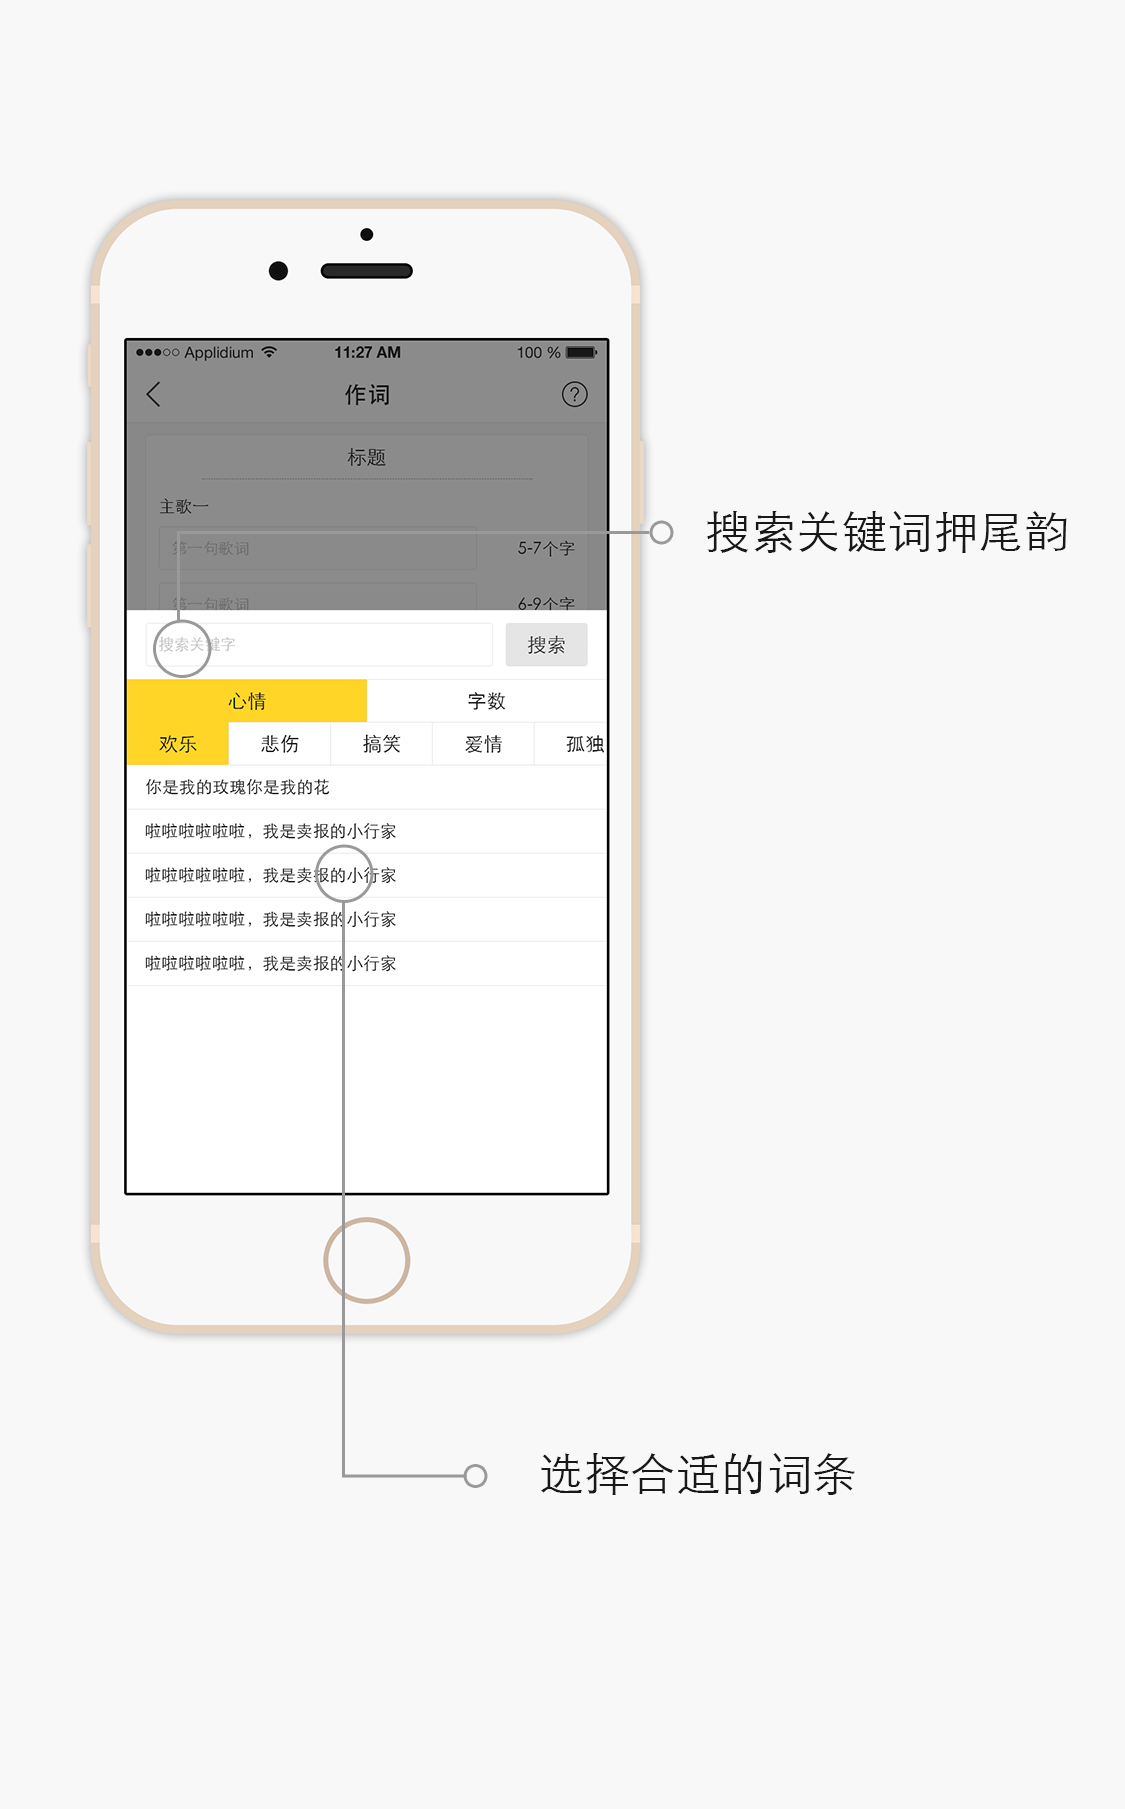 Applidium 11:27 AM 100 %
作词
标题
主歌一
第一句歌词 5-7个字
搜索关键词押尾韵
第一句歌词 6-9个字
搜索关键字 搜索
心情 字数
欢乐 悲伤 搞笑 爱情 孤独
你是我的玫瑰你是我的花
啦啦啦啦啦啦，我是卖报的小行家
啦啦啦啦啦啦，我是卖报的小行家
啦啦啦啦啦啦，我是卖报的小行家
啦啦啦啦啦啦，我是卖报的小行家
选择合适的词条